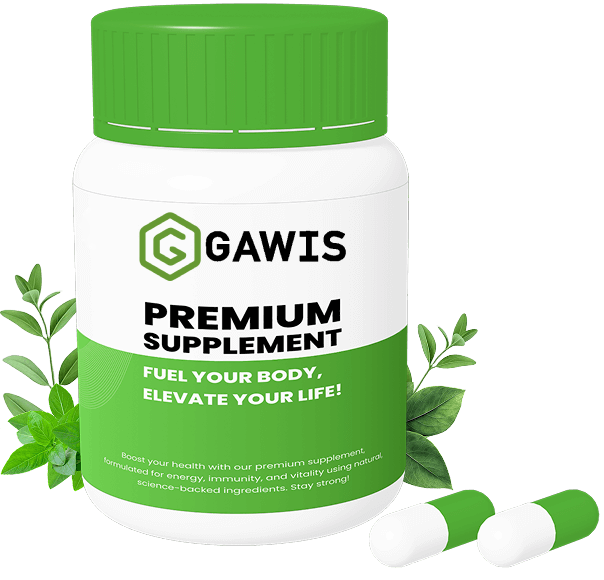 GAWIS
PREMIUM
SUPPLEMENT
FUEL YOUR BODY,
ELEVATE YOUR LIFE!
Boost your health with our premium supplement,
formulated for energy, immunity, and vitality using natural,
science-backed ingredients. Stay strong!